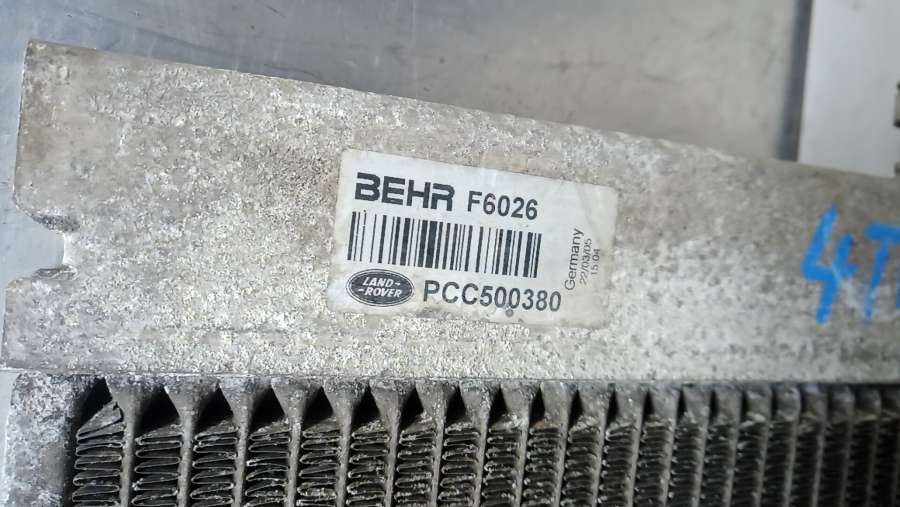 BEHR F6026
Germany
22/03/05
15:04
LAND-
-ROVER
PCC500380